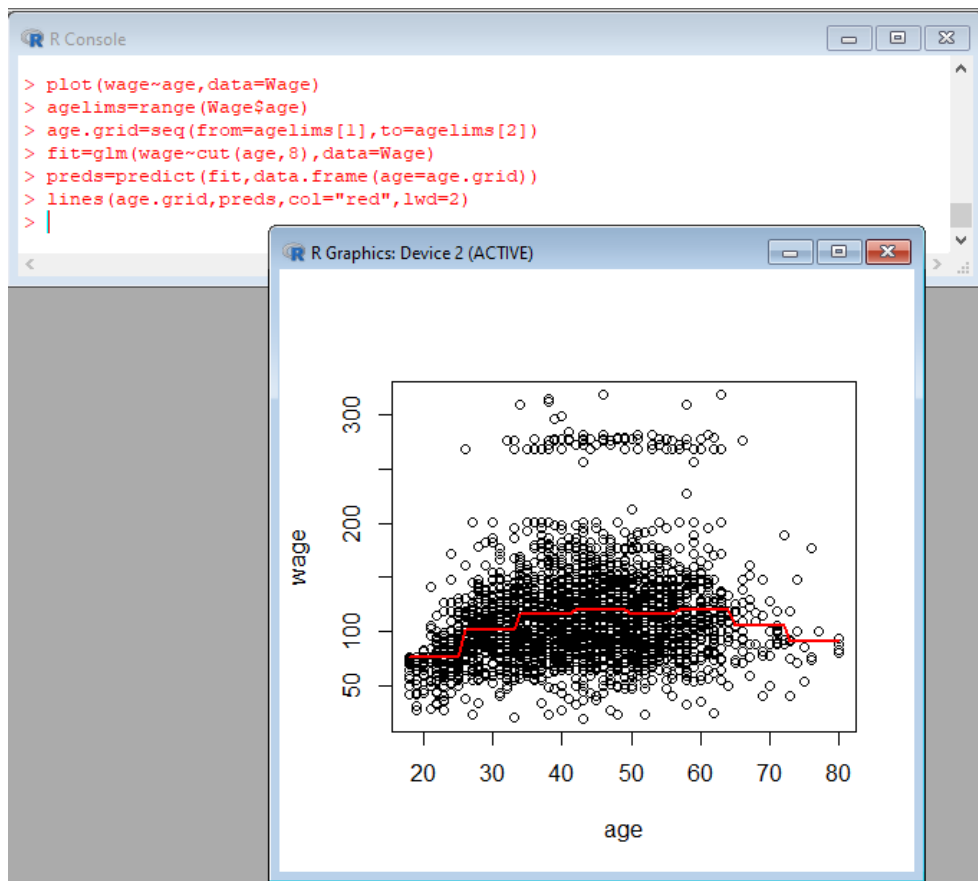 R Console
> plot(wage~age,data=Wage)
> agelims=range(Wage$age)
> age.grid=seq(from=agelims[1],to=agelims[2])
> fit=glm(wage~cut(age,8),data=Wage)
> preds=predict(fit,data.frame(age=age.grid))
> lines(age.grid,preds,col="red",lwd=2)
>
R Graphics: Device 2 (ACTIVE)
300
200
100
50
wage
20 30 40 50 60 70 80
age